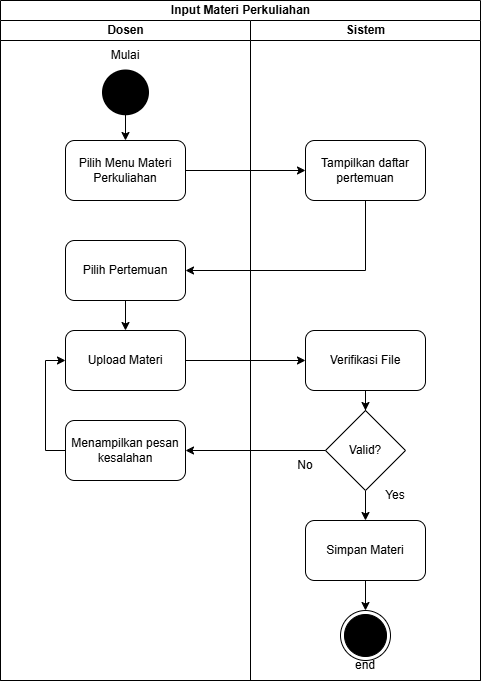 Input Materi Perkuliahan
Dosen
Sistem
Mulai
Pilih Menu Materi
Perkuliahan
Tampilkan daftar
pertemuan
Pilih Pertemuan
Upload Materi
Verifikasi File
Menampilkan pesan
kesalahan
Valid?
No
Yes
Simpan Materi
end